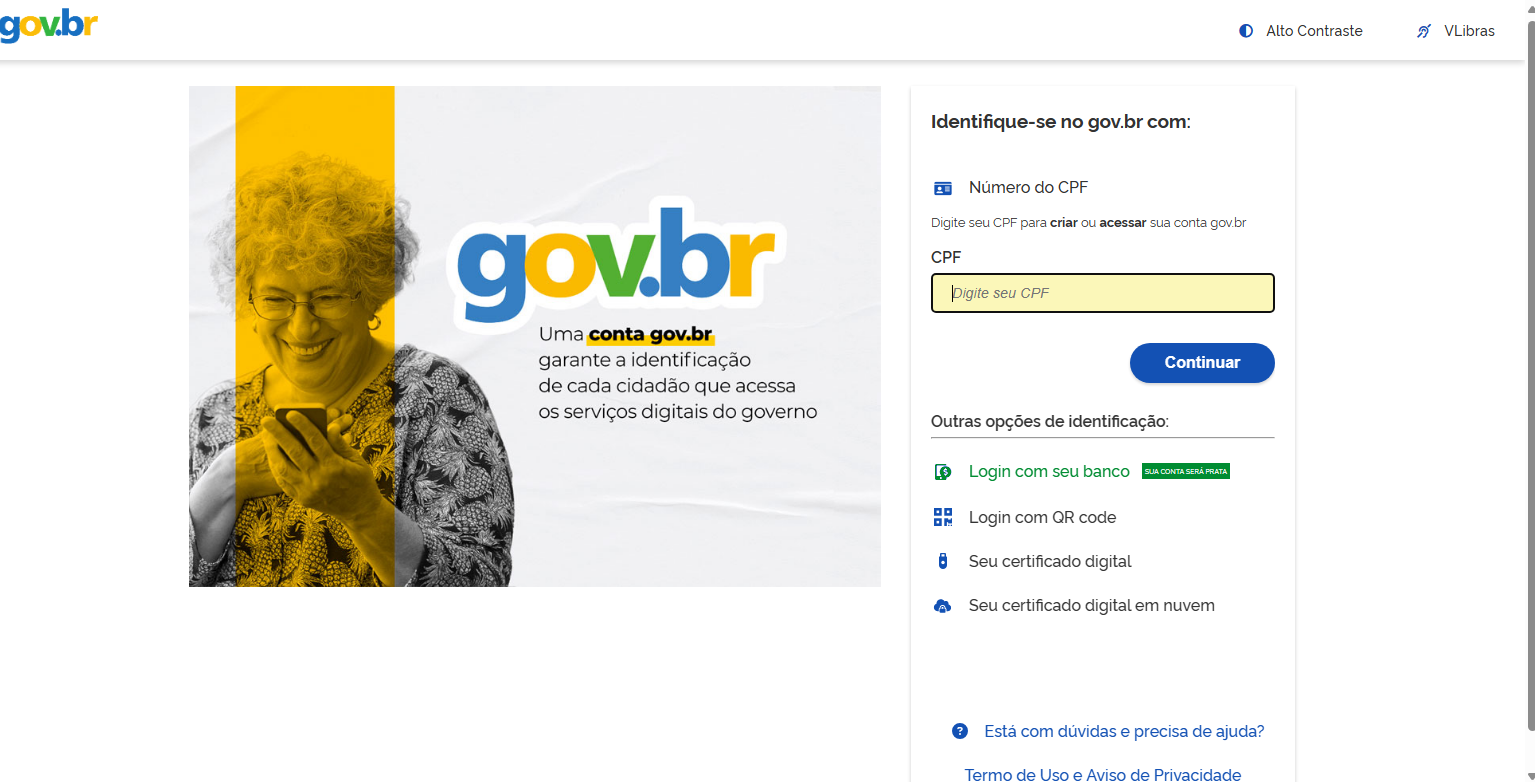 gov.br
Alto Contraste
VLibras
gov.br
Uma conta gov.br
garante a identificação
de cada cidadão que acessa
os serviços digitais do governo
Identifique-se no gov.br com:
Número do CPF
Digite seu CPF para criar ou acessar sua conta gov.br
CPF
Digite seu CPF
Continuar
Outras opções de identificação:
Login com seu banco SUA CONTA SERÁ PRATA
Login com QR code
Seu certificado digital
Seu certificado digital em nuvem
Está com dúvidas e precisa de ajuda?
Termo de Uso e Aviso de Privacidade